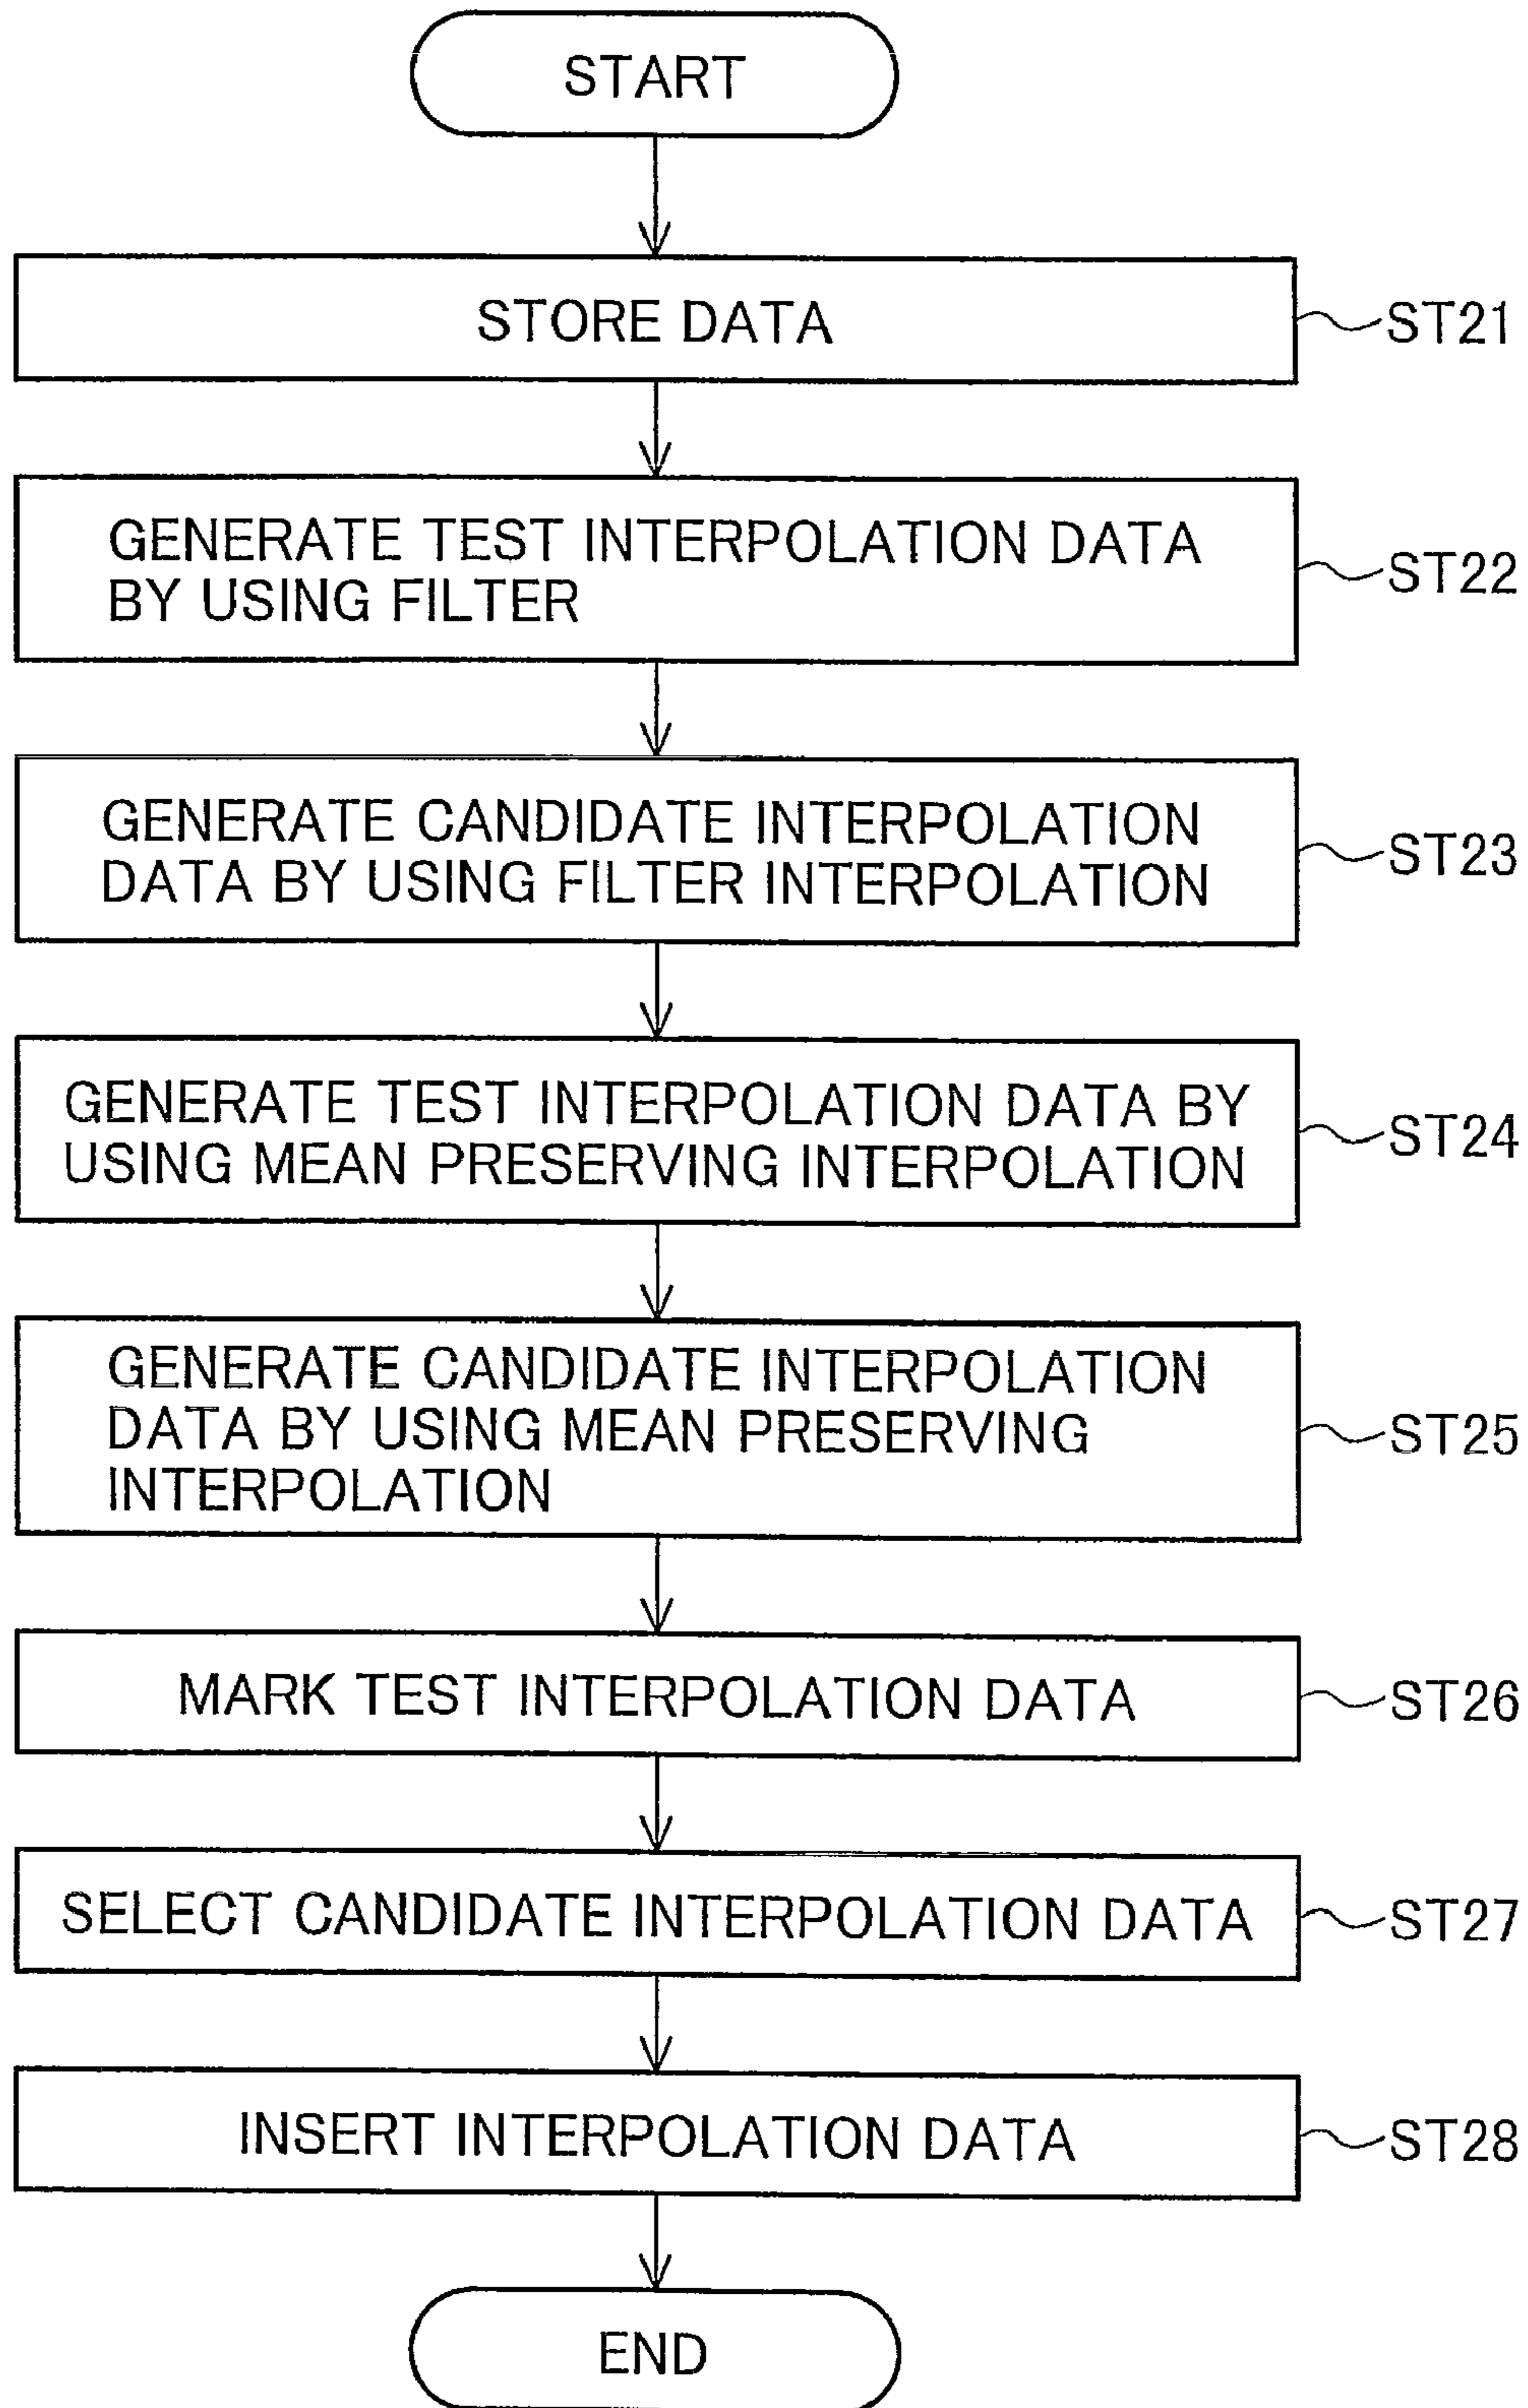 START
STORE DATA
ST21
GENERATE TEST INTERPOLATION DATA
BY USING FILTER
ST22
GENERATE CANDIDATE INTERPOLATION
DATA BY USING FILTER INTERPOLATION
ST23
GENERATE TEST INTERPOLATION DATA BY
USING MEAN PRESERVING INTERPOLATION
ST24
GENERATE CANDIDATE INTERPOLATION
DATA BY USING MEAN PRESERVING
INTERPOLATION
ST25
MARK TEST INTERPOLATION DATA
ST26
SELECT CANDIDATE INTERPOLATION DATA
ST27
INSERT INTERPOLATION DATA
ST28
END